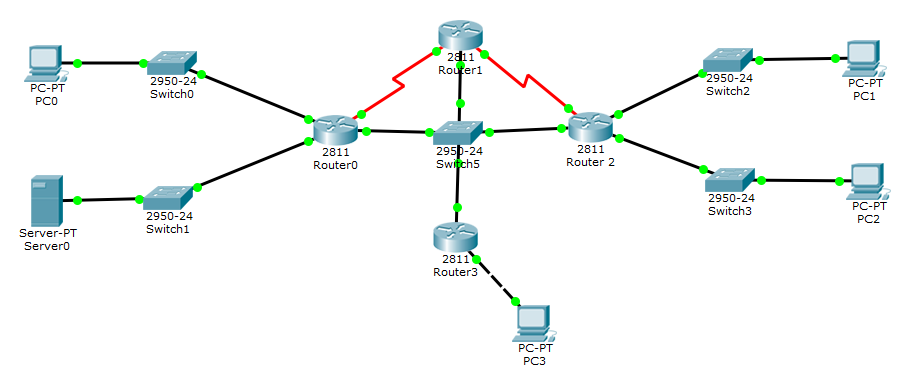 2811
Router1
PC-PT
PC0
2950-24
Switch0
2950-24
Switch2
PC-PT
PC1
2811
Router0
2950-24
Switch5
2811
Router 2
Server-PT
Server0
2950-24
Switch1
2950-24
Switch3
PC-PT
PC2
2811
Router3
PC-PT
PC3